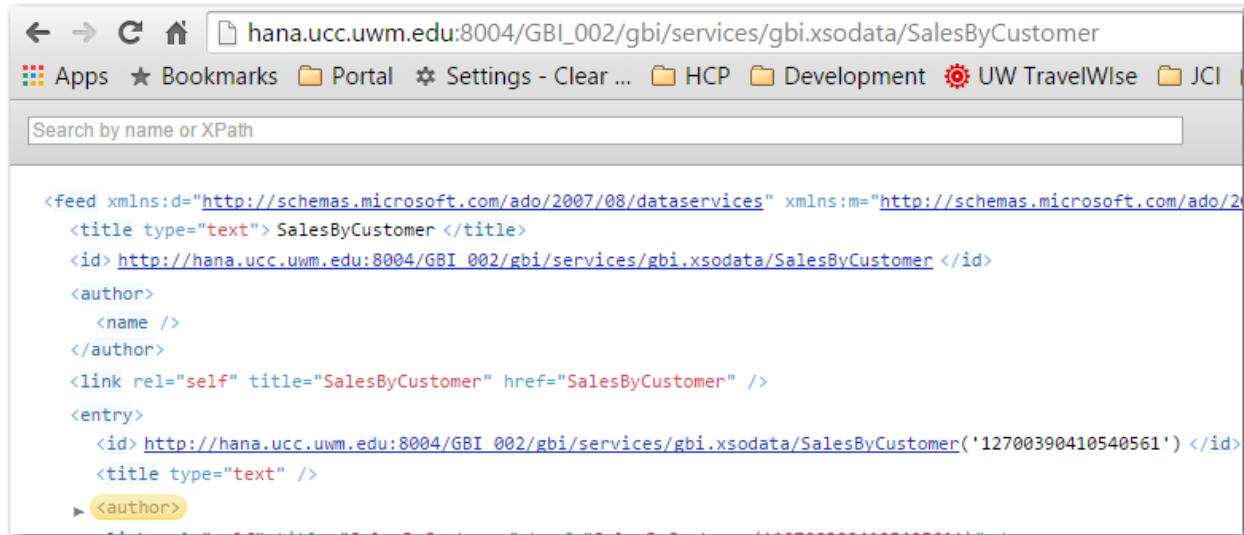 hana.ucc.uwm.edu:8004/GBI_002/gbi/services/gbi.xsodata/SalesByCustomer
Apps Bookmarks Portal Settings - Clear ... HCP Development UW TravelWIse JCI
Search by name or XPath
<feed xmlns:d="http://schemas.microsoft.com/ado/2007/08/dataservices" xmlns:m="http://schemas.microsoft.com/ado/2
<title type="text"> SalesByCustomer </title>
<id> http://hana.ucc.uwm.edu:8004/GBI_002/gbi/services/gbi.xsodata/SalesByCustomer </id>
<author>
<name />
</author>
<link rel="self" title="SalesByCustomer" href="SalesByCustomer" />
<entry>
<id> http://hana.ucc.uwm.edu:8004/GBI_002/gbi/services/gbi.xsodata/SalesByCustomer('12700390410540561') </id>
<title type="text" />
<author>